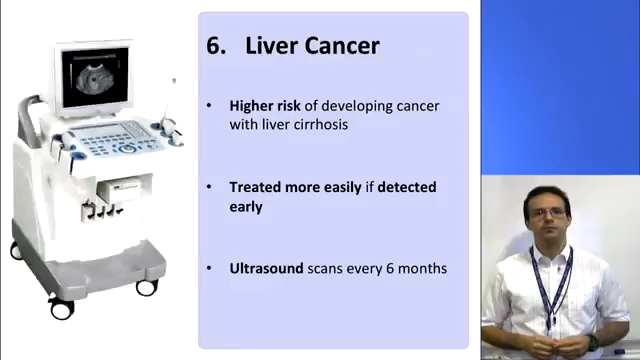 6. Liver Cancer
• Higher risk of developing cancer
with liver cirrhosis
• Treated more easily if detected
early
• Ultrasound scans every 6 months